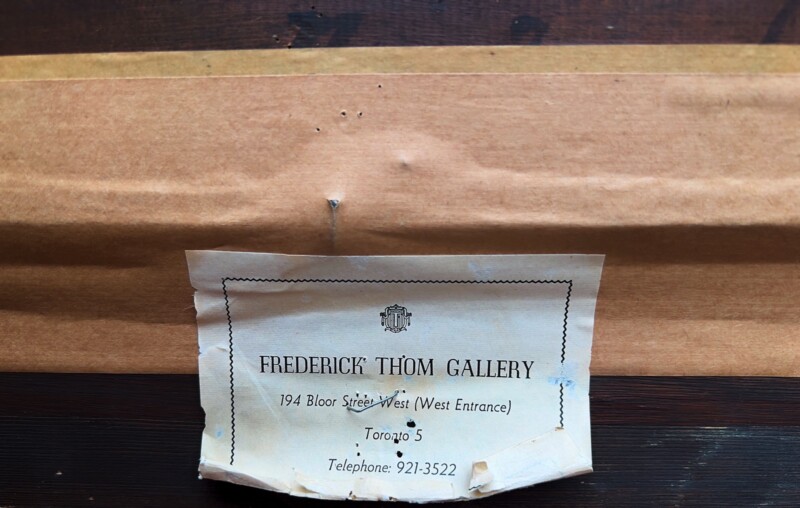 FREDERICK THOM GALLERY
194 Bloor Street West (West Entrance)
Toronto 5
Telephone: 921-3522